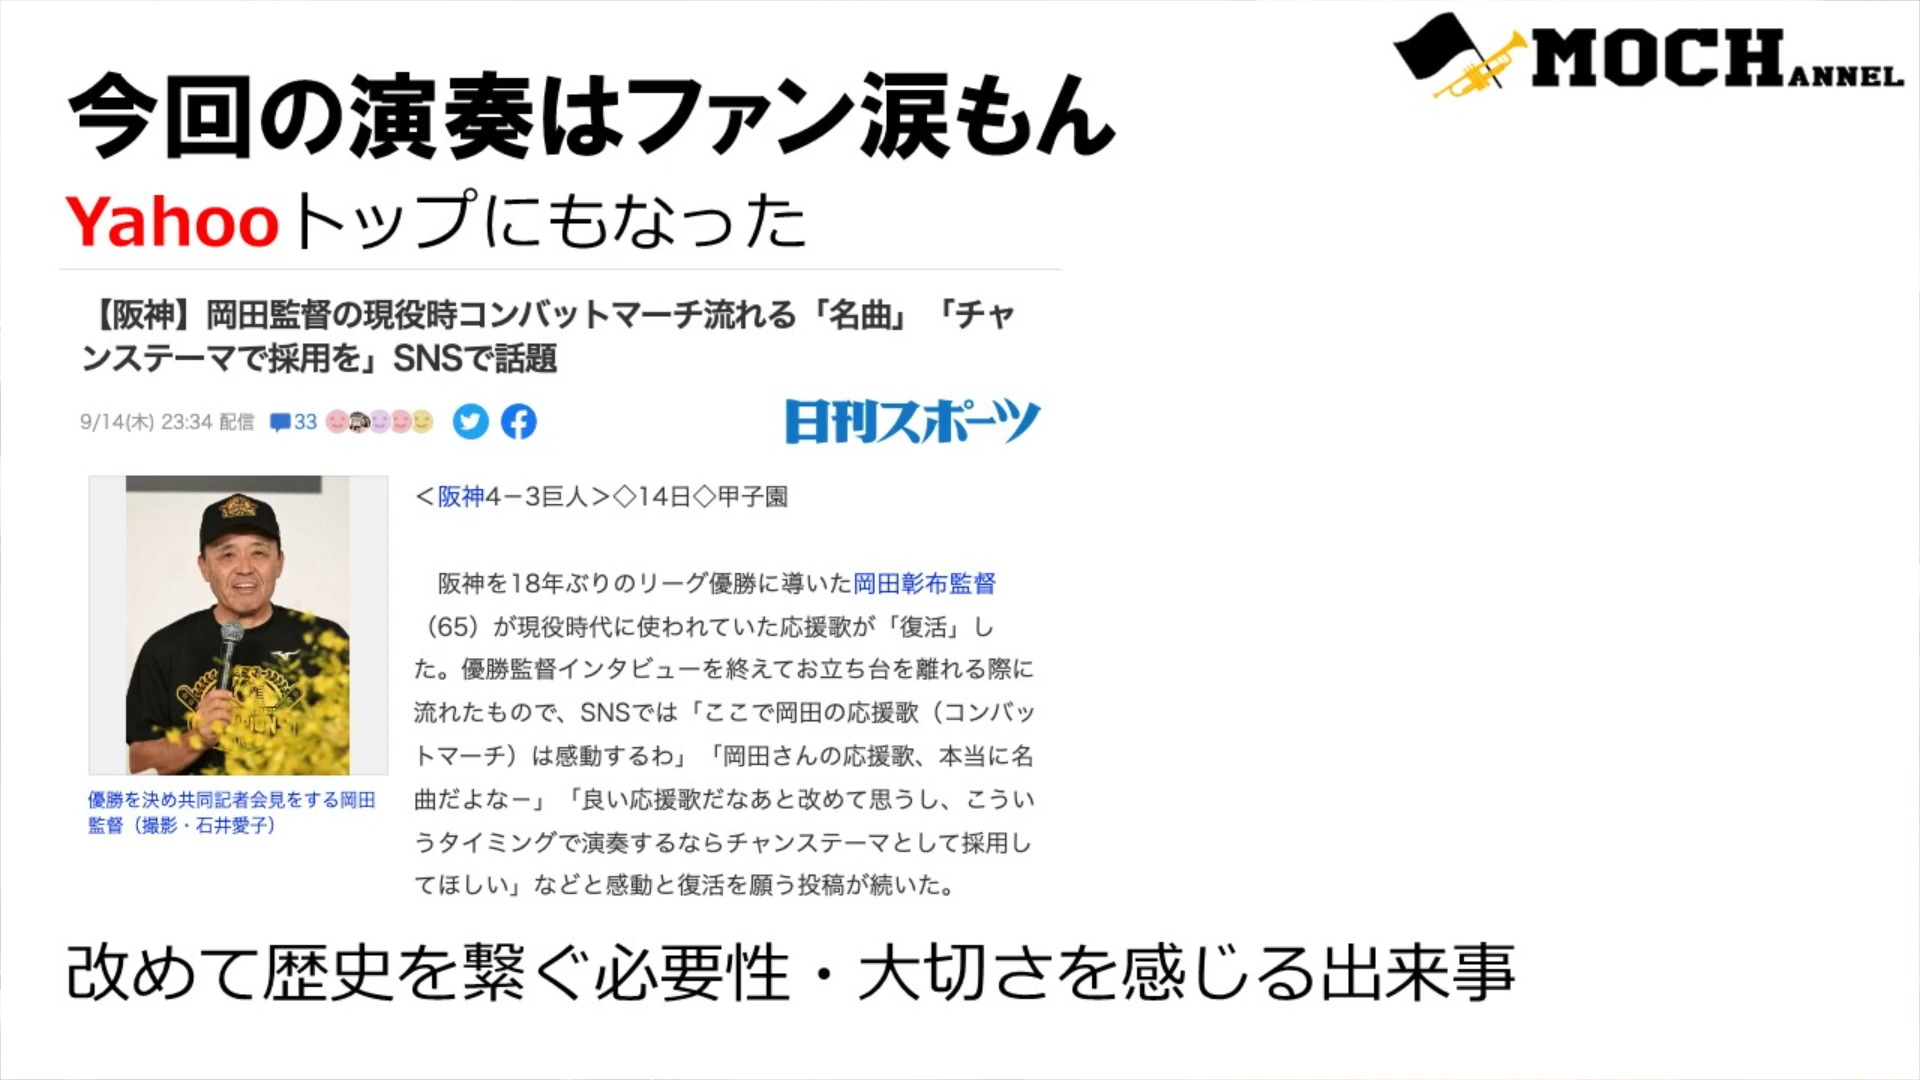 MOCHANNEL
今回の演奏はファン涙もん
Yahooトップにもなった
【阪神】岡田監督の現役時コンバットマーチ流れる「名曲」「チャ
ンステーマで採用を」SNSで話題
9/14(木) 23:34 配信 33
日刊スポーツ
＜阪神4－3巨人＞◇14日◇甲子園
阪神を18年ぶりのリーグ優勝に導いた岡田彰布監督
（65）が現役時代に使われていた応援歌が「復活」し
た。優勝監督インタビューを終えてお立ち台を離れる際に
流れたもので、SNSでは「ここで岡田の応援歌（コンバッ
トマーチ）は感動するわ」「岡田さんの応援歌、本当に名
曲だよなー」「良い応援歌だなあと改めて思うし、こうい
うタイミングで演奏するならチャンステーマとして採用し
てほしい」などと感動と復活を願う投稿が続いた。
優勝を決め共同記者会見をする岡田
監督（撮影・石井愛子）
改めて歴史を繋ぐ必要性・大切さを感じる出来事